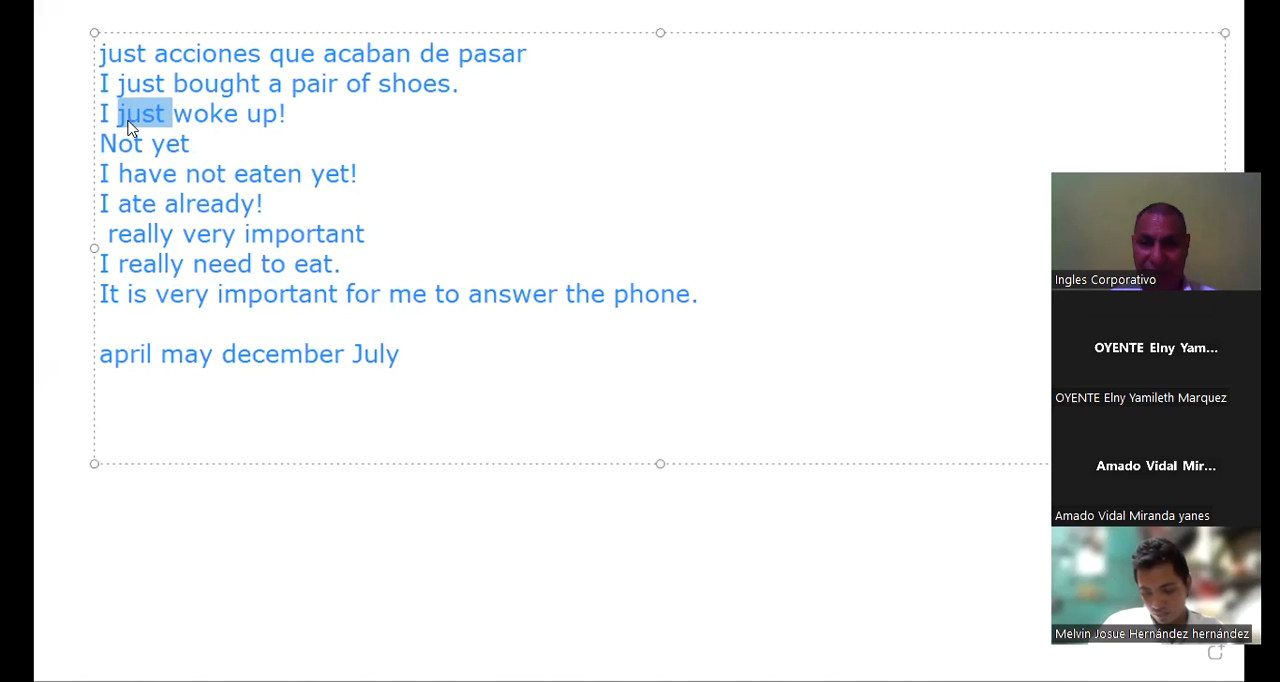 just acciones que acaban de pasar
I just bought a pair of shoes.
I just woke up!
Not yet
I have not eaten yet!
I ate already!
really very important
I really need to eat.
It is very important for me to answer the phone.
april may december July
Ingles Corporativo
OYENTE Elny Yam...
OYENTE Elny Yamileth Marquez
Amado Vidal Mir...
Amado Vidal Miranda yanes
Melvin Josue Hernández hernández